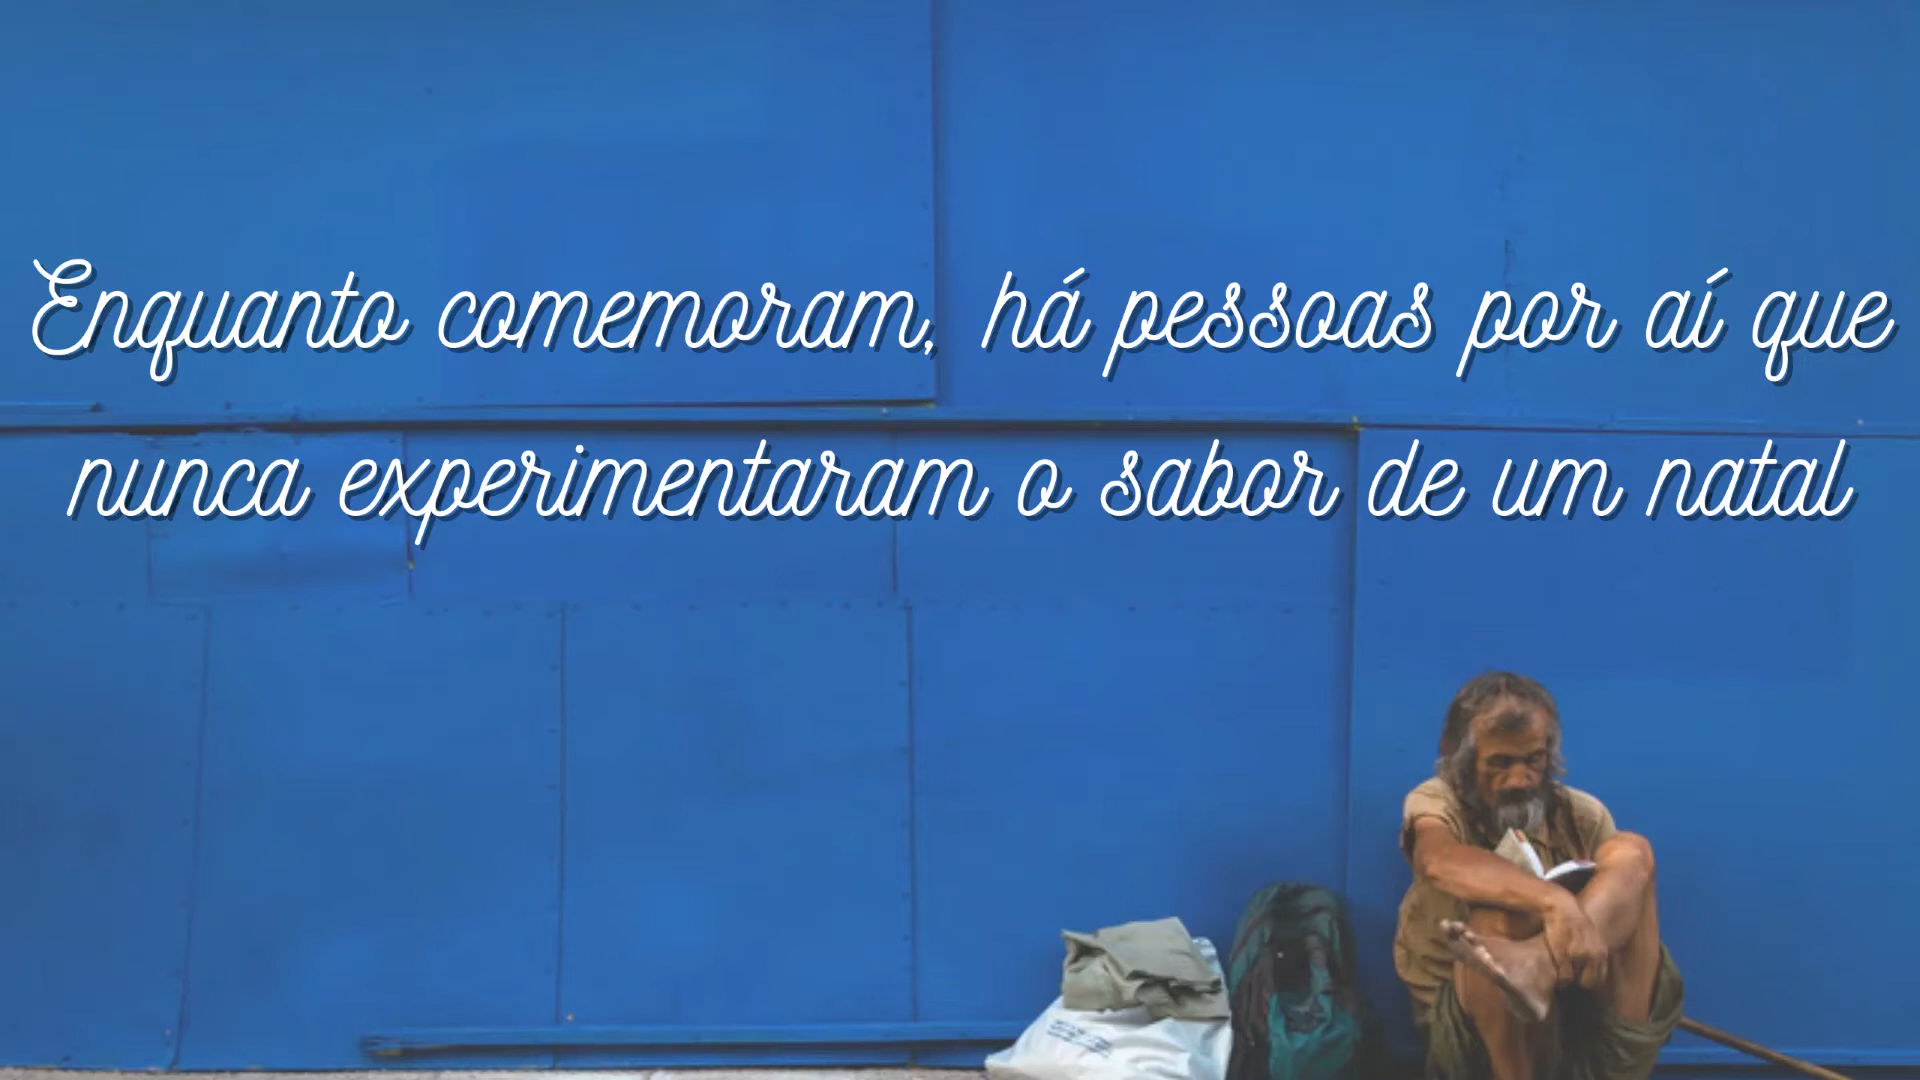 Enquanto comemoram, há pessoas por aí que
nunca experimentaram o sabor de um natal